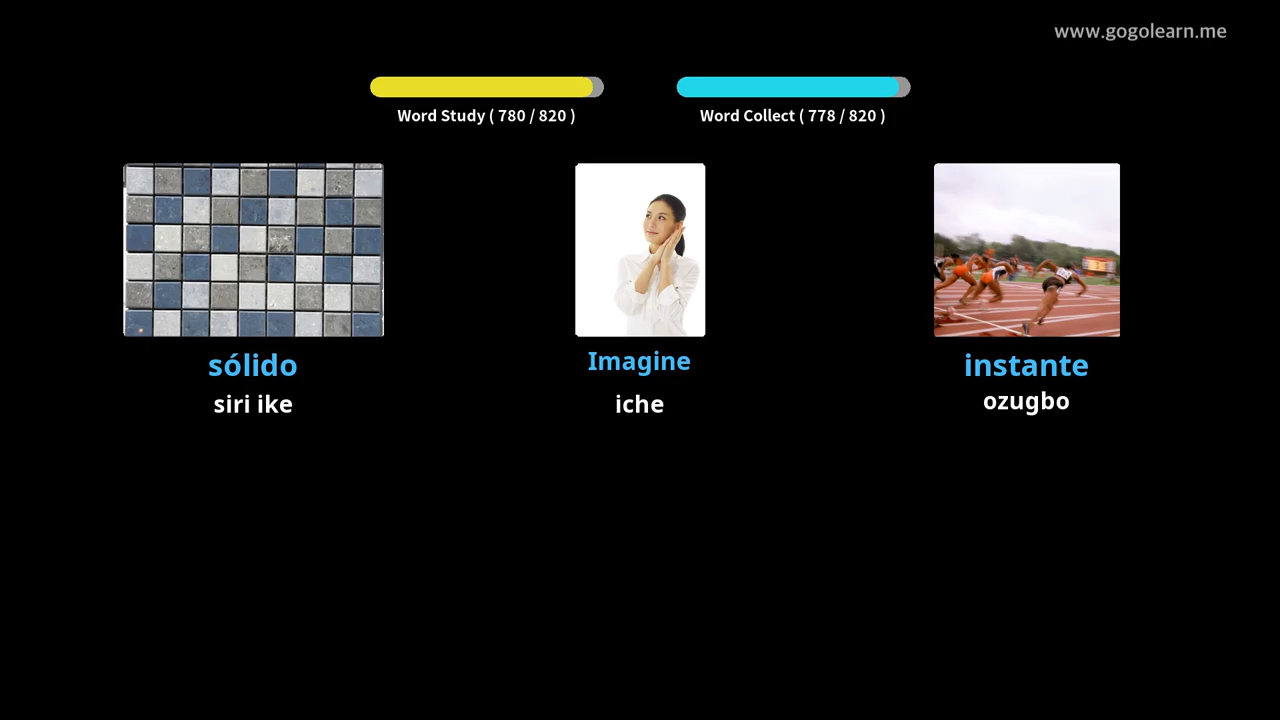 www.gogolearn.me
Word Study ( 780 / 820 )
Word Collect ( 778 / 820 )
sólido
Imagine
instante
siri ike
iche
ozugbo